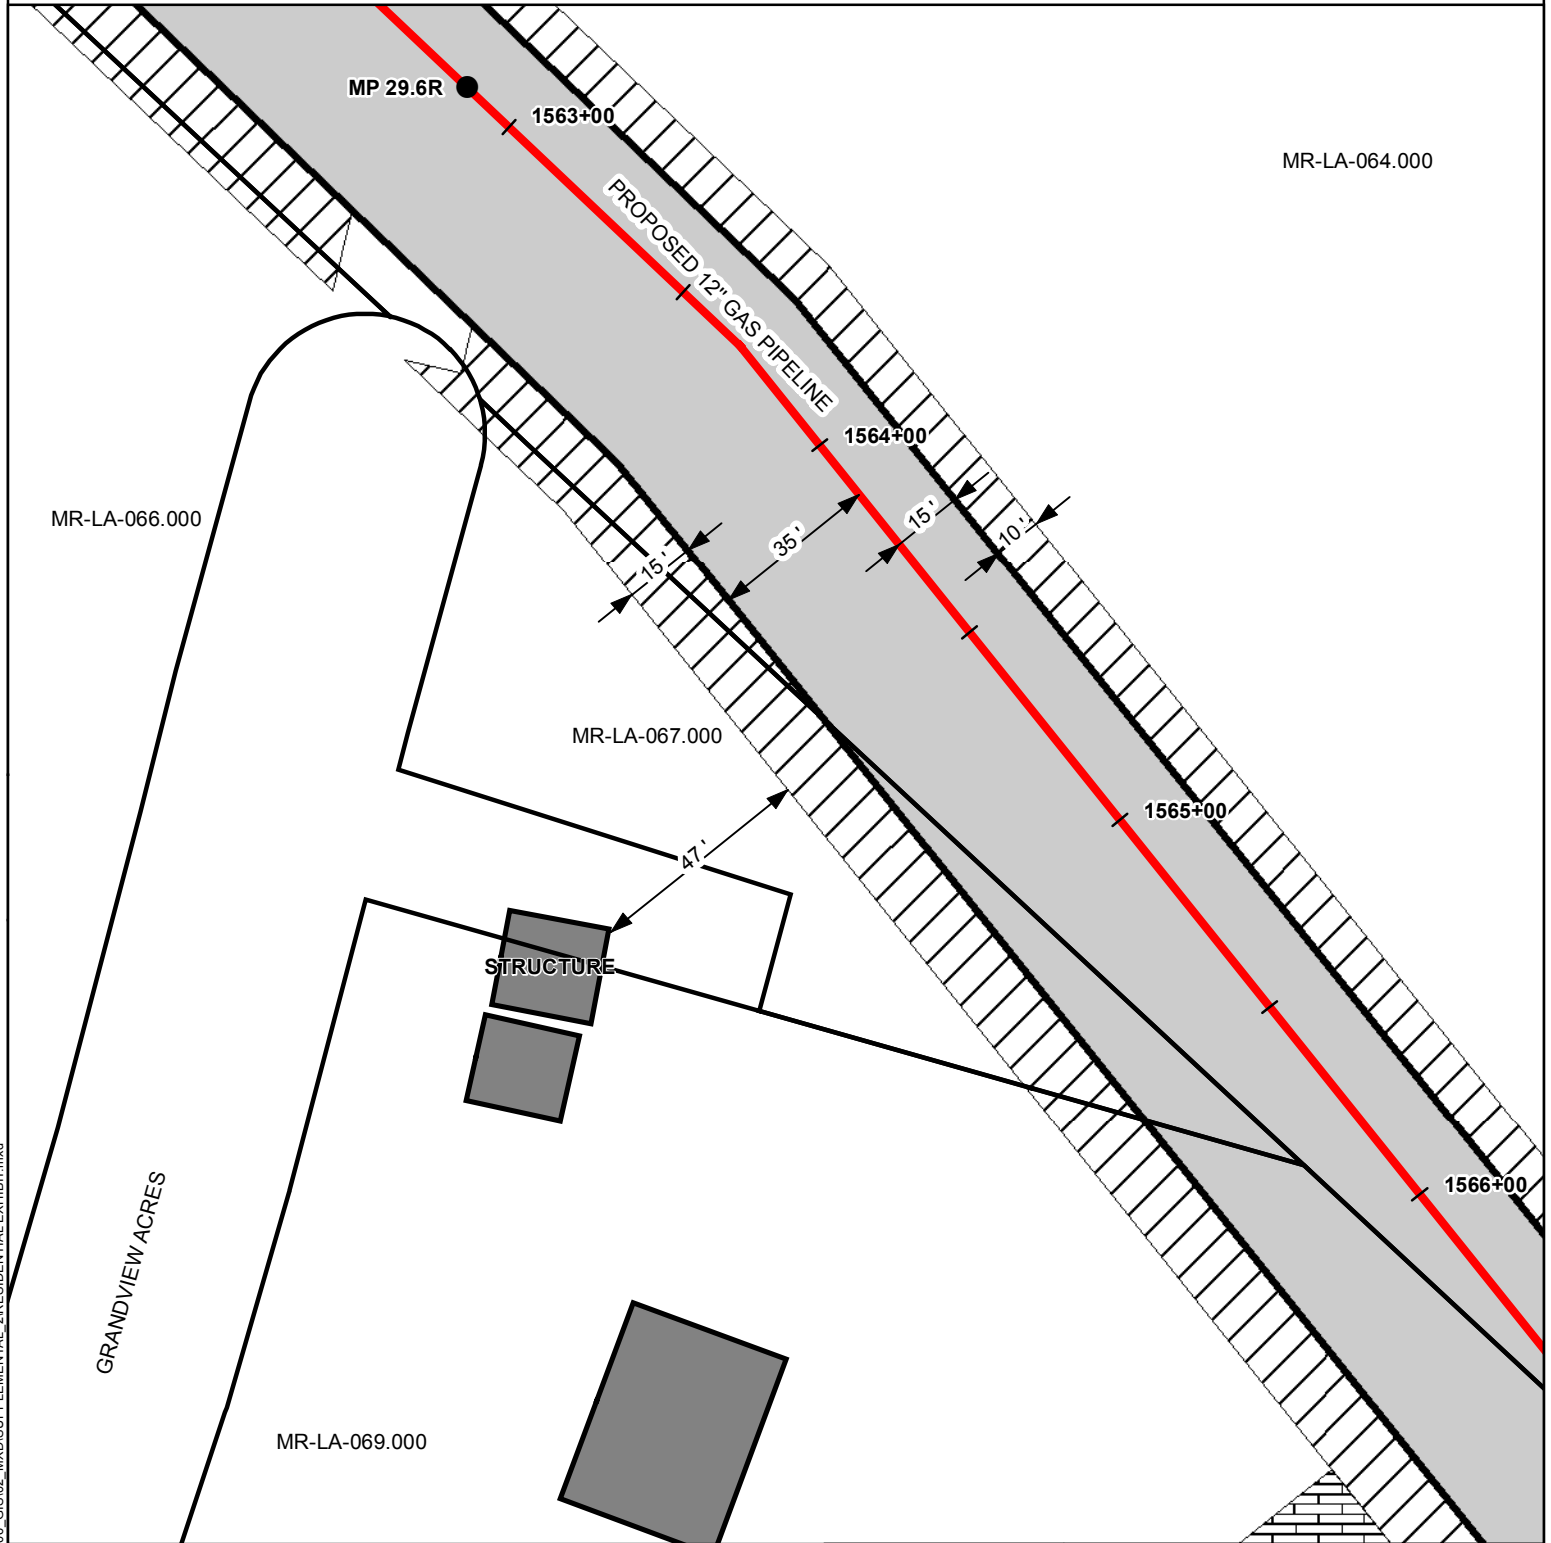 MP 29.6R
1563+00
MR-LA-064.000
PROPOSED 12" GAS PIPELINE
1564+00
MR-LA-066.000
15'
10'
35'
15'
MR-LA-067.000
1565+00
47'
STRUCTURE
1566+00
GRANDVIEW ACRES
MR-LA-069.000